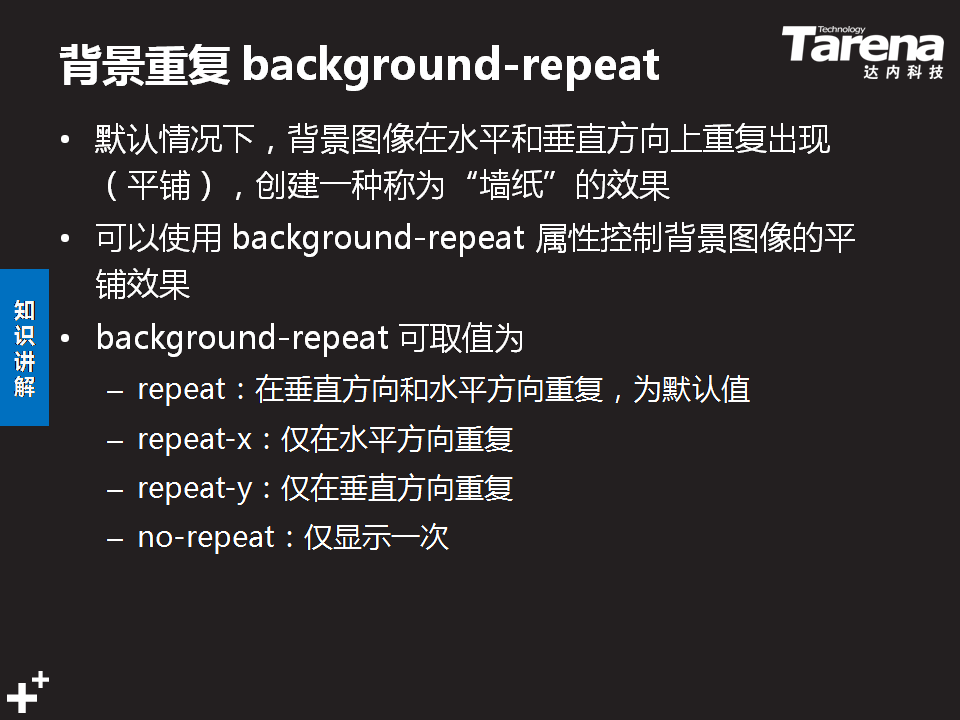 背景重复 background-repeat
Technology
Tarena
达内科技
• 默认情况下，背景图像在水平和垂直方向上重复出现
（平铺），创建一种称为“墙纸”的效果
• 可以使用 background-repeat 属性控制背景图像的平
铺效果
• background-repeat 可取值为
– repeat：在垂直方向和水平方向重复，为默认值
– repeat-x：仅在水平方向重复
– repeat-y：仅在垂直方向重复
– no-repeat：仅显示一次
知
识
讲
解